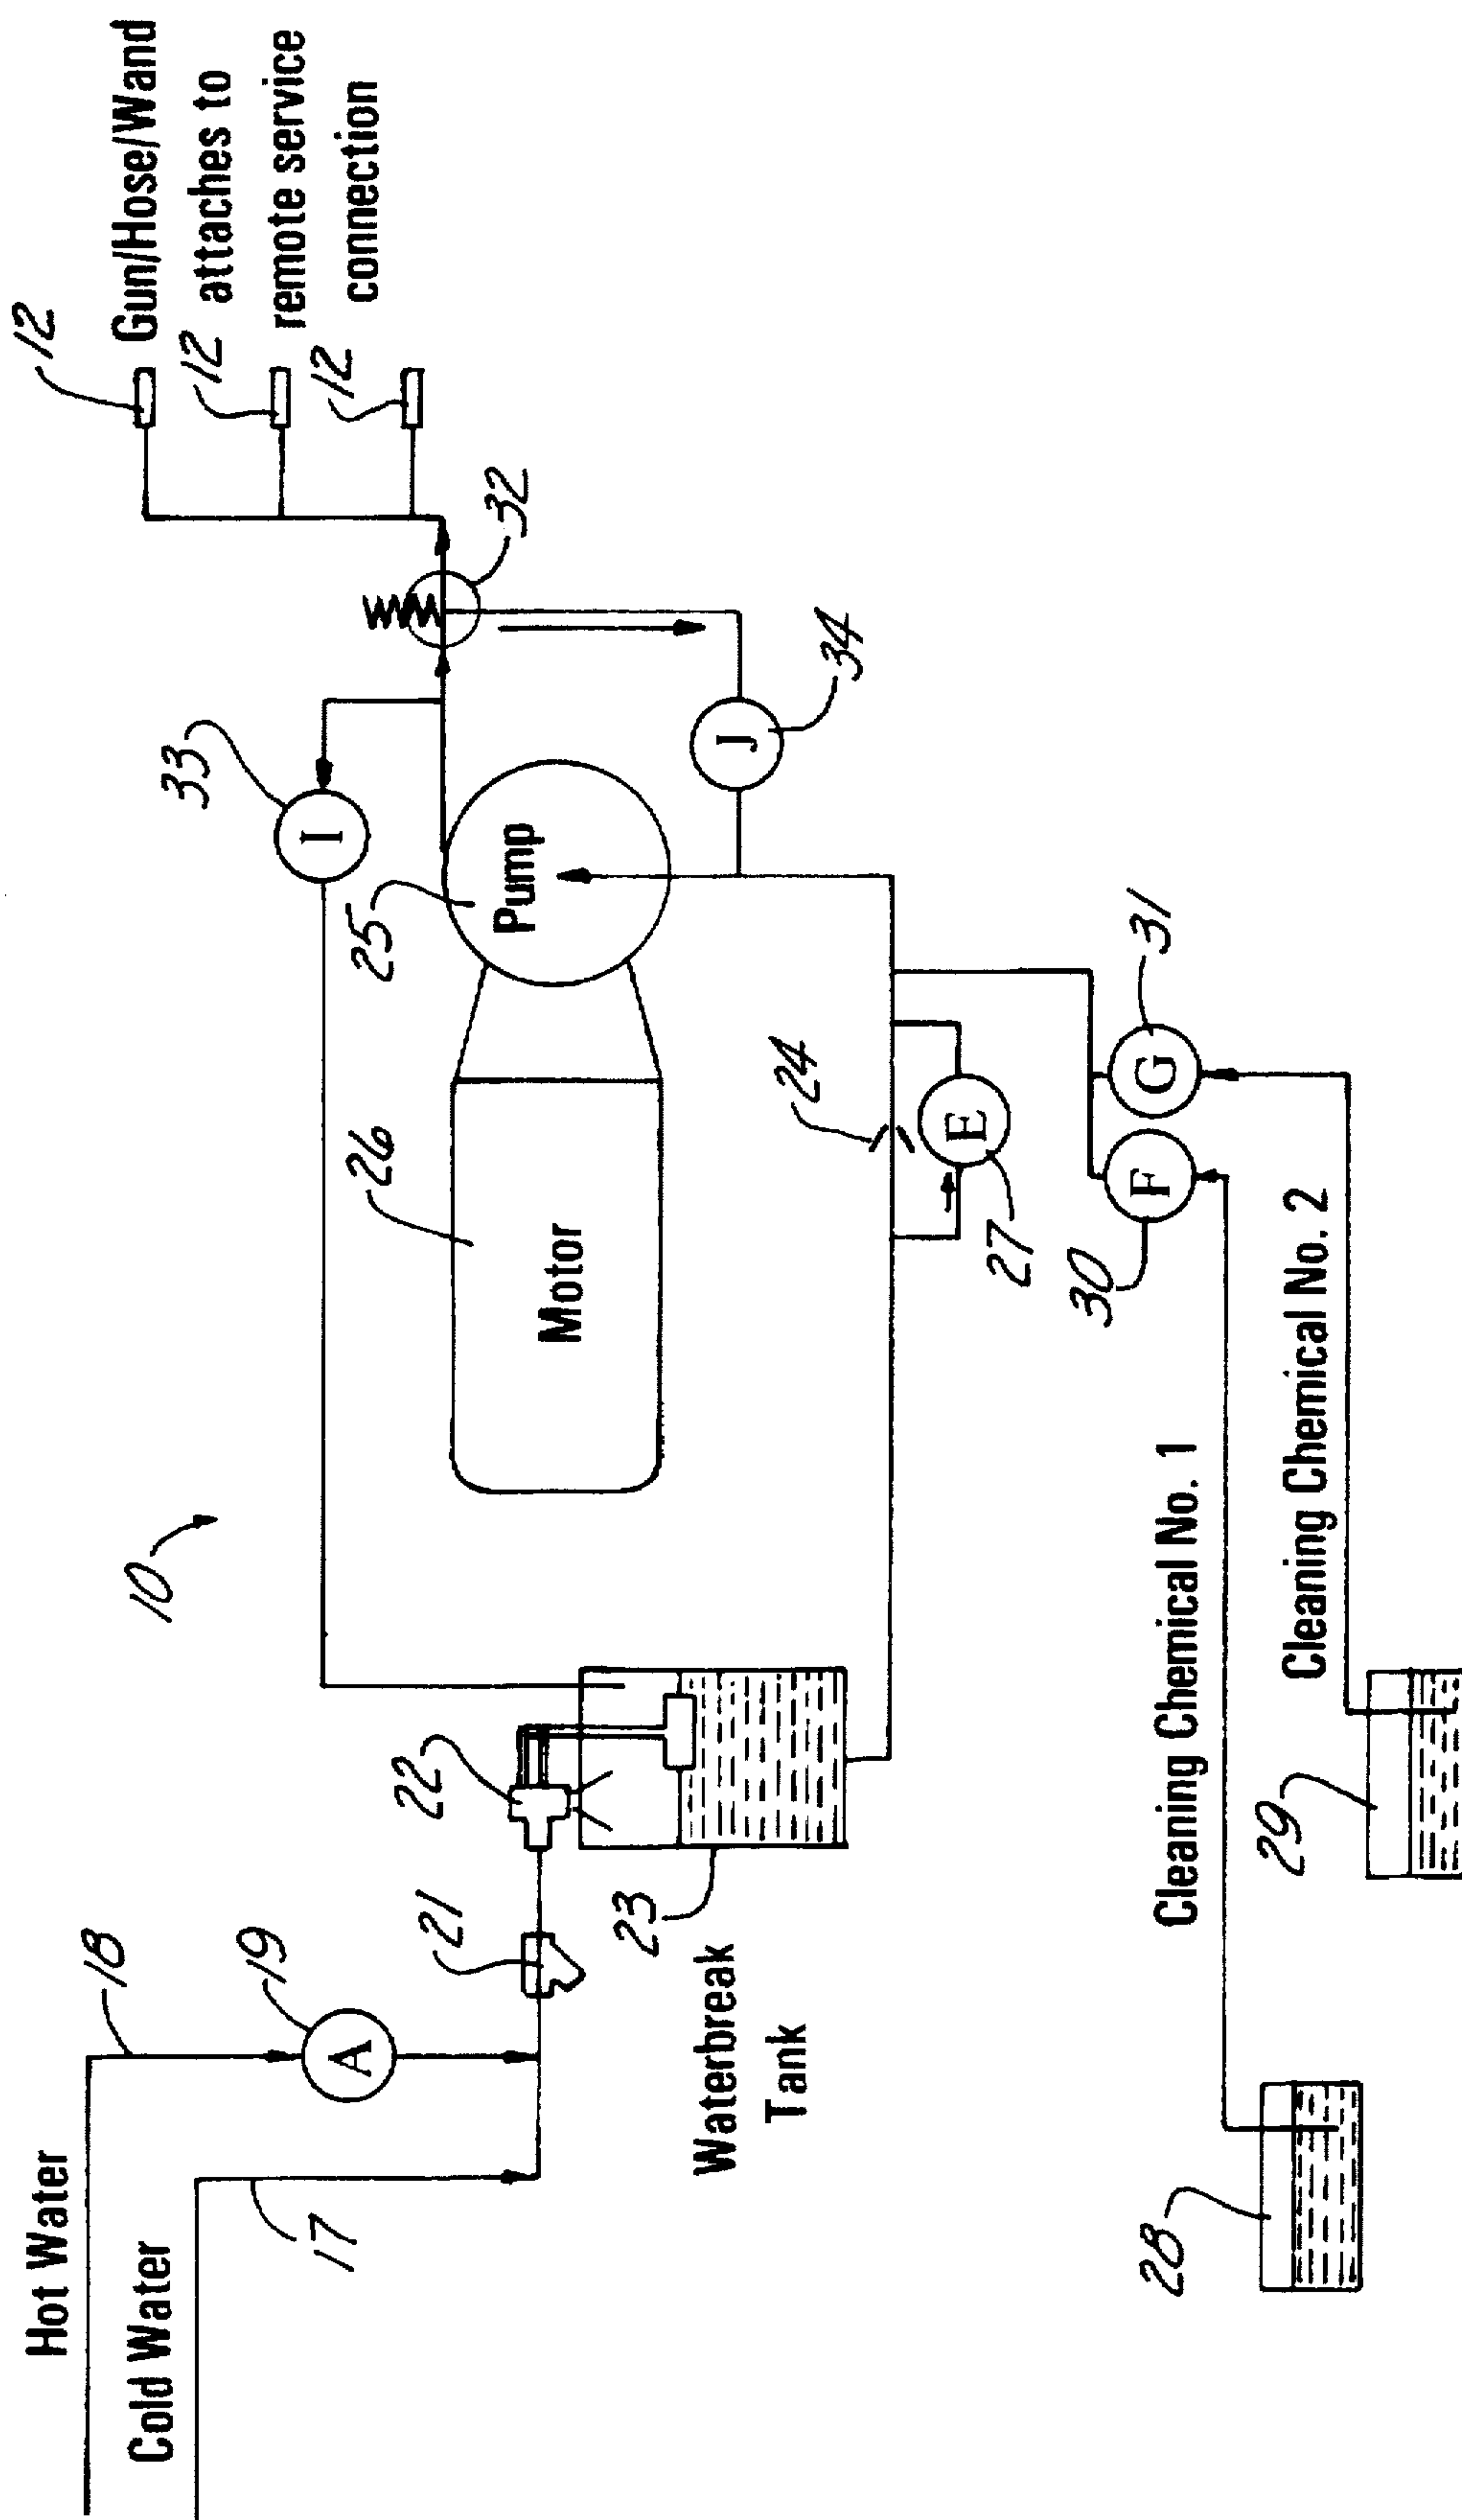 Hot Water
Cold Water
18
17
19
A
21
22
23
Waterbreak
Tank
10
26
Motor
25
Pump
33
I
32
12
12
12
Gun/Hose/Wand
attaches to
remote service
connection
34
J
24
E
27
30
F
G
31
Cleaning Chemical No. 1
28
Cleaning Chemical No. 2
29